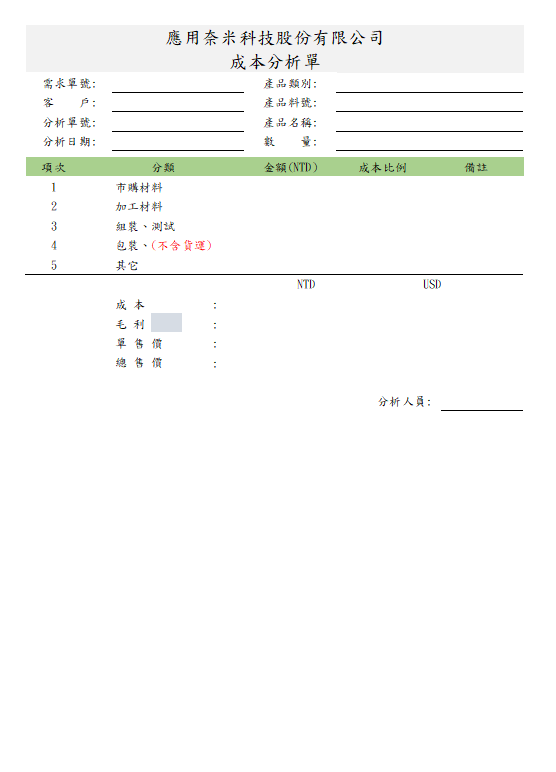 應用奈米科技股份有限公司
成本分析單
需求單號: 產品類別:
客 戶: 產品料號:
分析單號: 產品名稱:
分析日期: 數 量:
項次 分類 金額(NTD) 成本比例 備註
1 市購材料
2 加工材料
3 組裝、測試
4 包裝、(不含貨運)
5 其它
NTD USD
成 本 :
毛 利 :
單 售 價 :
總 售 價 :
分析人員: